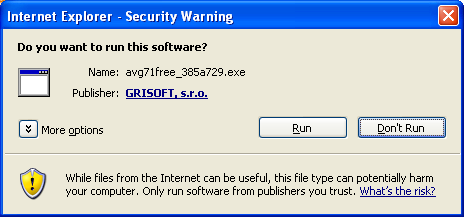 Internet Explorer - Security Warning
Do you want to run this software?
Name: avg71free_385a729.exe
Publisher: GRISOFT, s.r.o.
More options
Run
Don't Run
While files from the Internet can be useful, this file type can potentially harm
your computer. Only run software from publishers you trust. What's the risk?